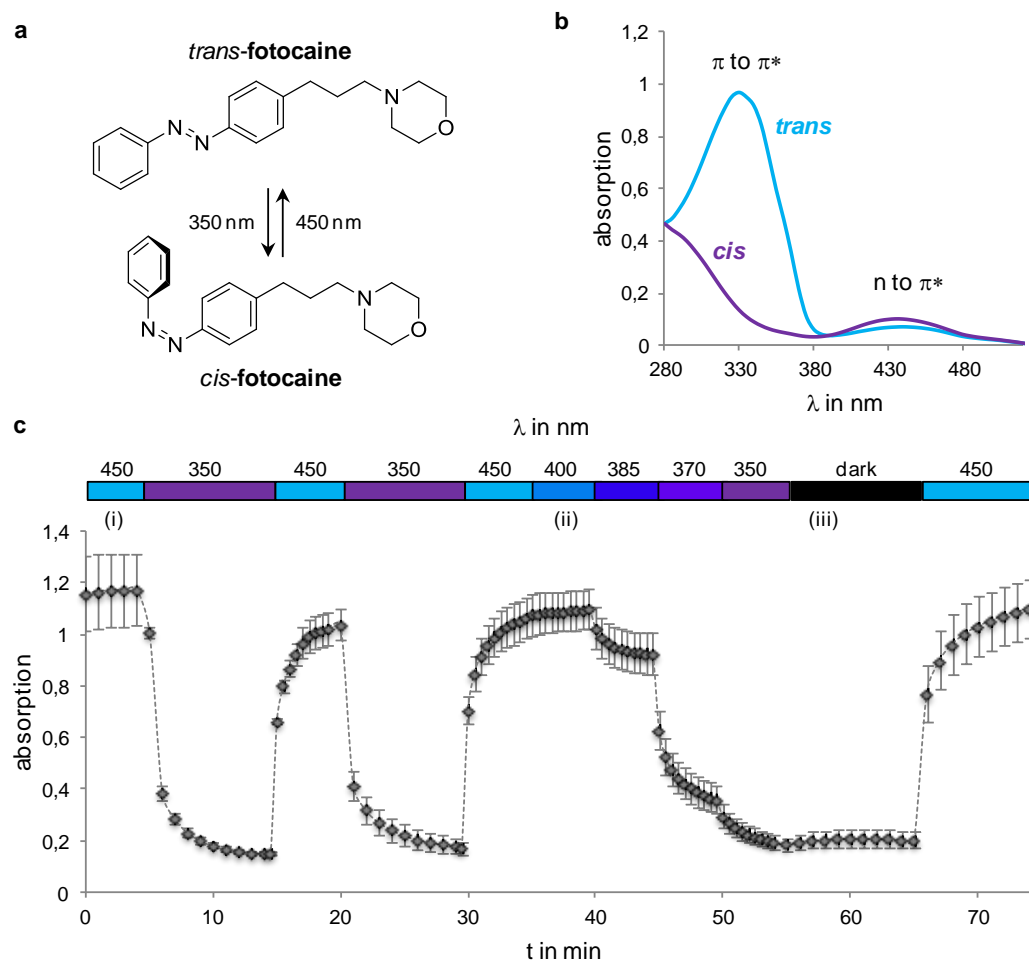 a
trans-fotocaine
N
N
N
O
350 nm
450 nm
N
N
N
O
cis-fotocaine
b
1,2
1
0,8
0,6
0,4
0,2
0
absorption
π to π*
trans
cis
n to π*
280
330
380
430
480
λ in nm
c
λ in nm
450
350
450
350
450
400
385
370
350
dark
450
(i)
(ii)
(iii)
1,4
1,2
1
0,8
0,6
0,4
0,2
0
absorption
0
10
20
30
40
50
60
70
t in min